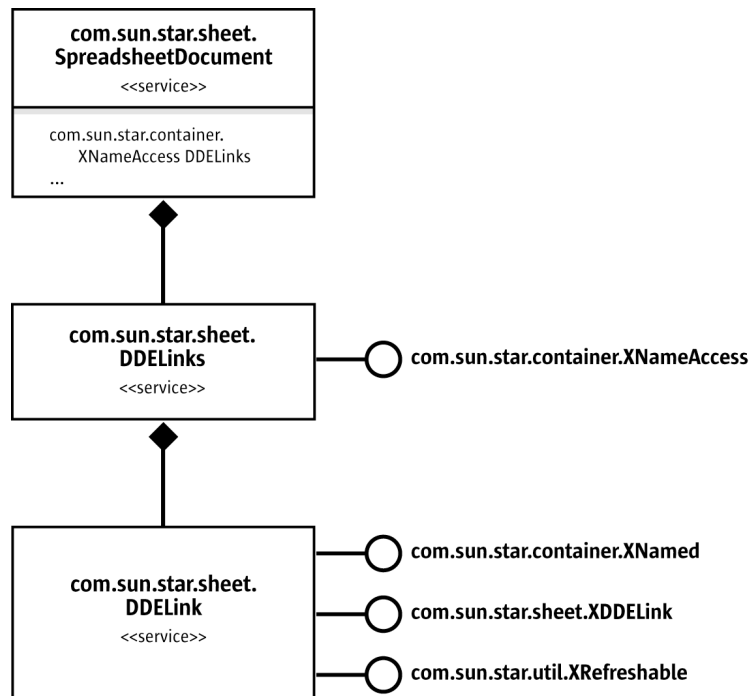 com.sun.star.sheet.
SpreadsheetDocument
<<service>>
com.sun.star.container.
XNameAccess DDELinks
...
com.sun.star.sheet.
DDELinks
<<service>>
com.sun.star.container.XNameAccess
com.sun.star.sheet.
DDELink
<<service>>
com.sun.star.container.XNamed
com.sun.star.sheet.XDDELink
com.sun.star.util.XRefreshable